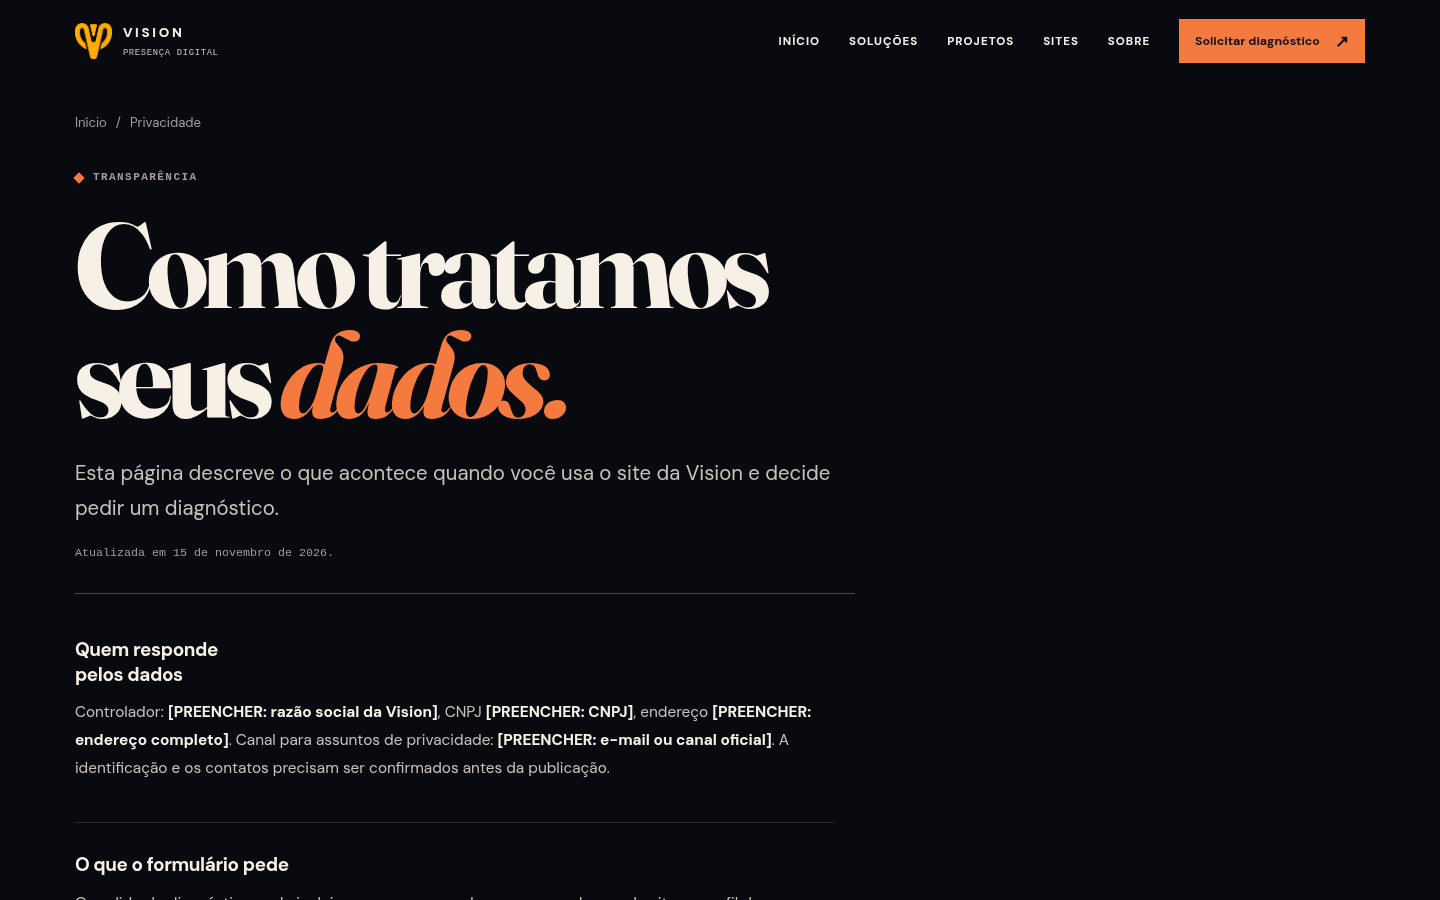 VISION
PRESENÇA DIGITAL
INÍCIO
SOLUÇÕES
PROJETOS
SITES
SOBRE
Solicitar diagnóstico ↗
Início / Privacidade
TRANSPARÊNCIA
Como tratamos
seus dados.
Esta página descreve o que acontece quando você usa o site da Vision e decide
pedir um diagnóstico.
Atualizada em 15 de novembro de 2026.
Quem responde
pelos dados
Controlador: [PREENCHER: razão social da Vision], CNPJ [PREENCHER: CNPJ], endereço [PREENCHER:
endereço completo]. Canal para assuntos de privacidade: [PREENCHER: e-mail ou canal oficial]. A
identificação e os contatos precisam ser confirmados antes da publicação.
O que o formulário pede